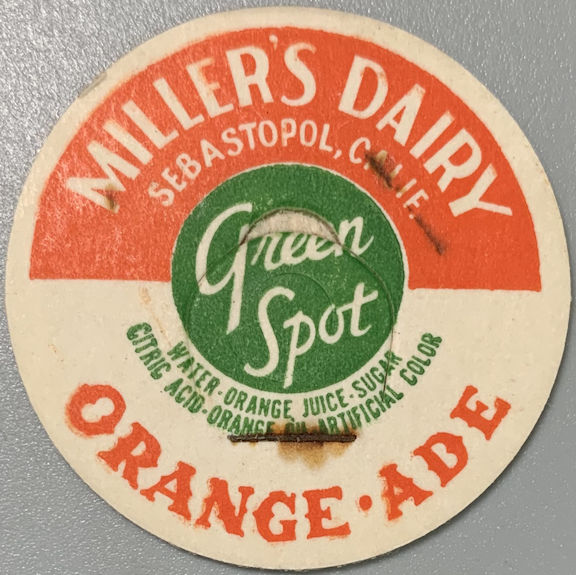 MILLER'S DAIRY
SEBASTOPOL, CALIF.
Green
Spot
WATER-ORANGE JUICE-SUGAR
CITRIC ACID-ORANGE OIL ARTIFICIAL COLOR
ORANGE·ADE